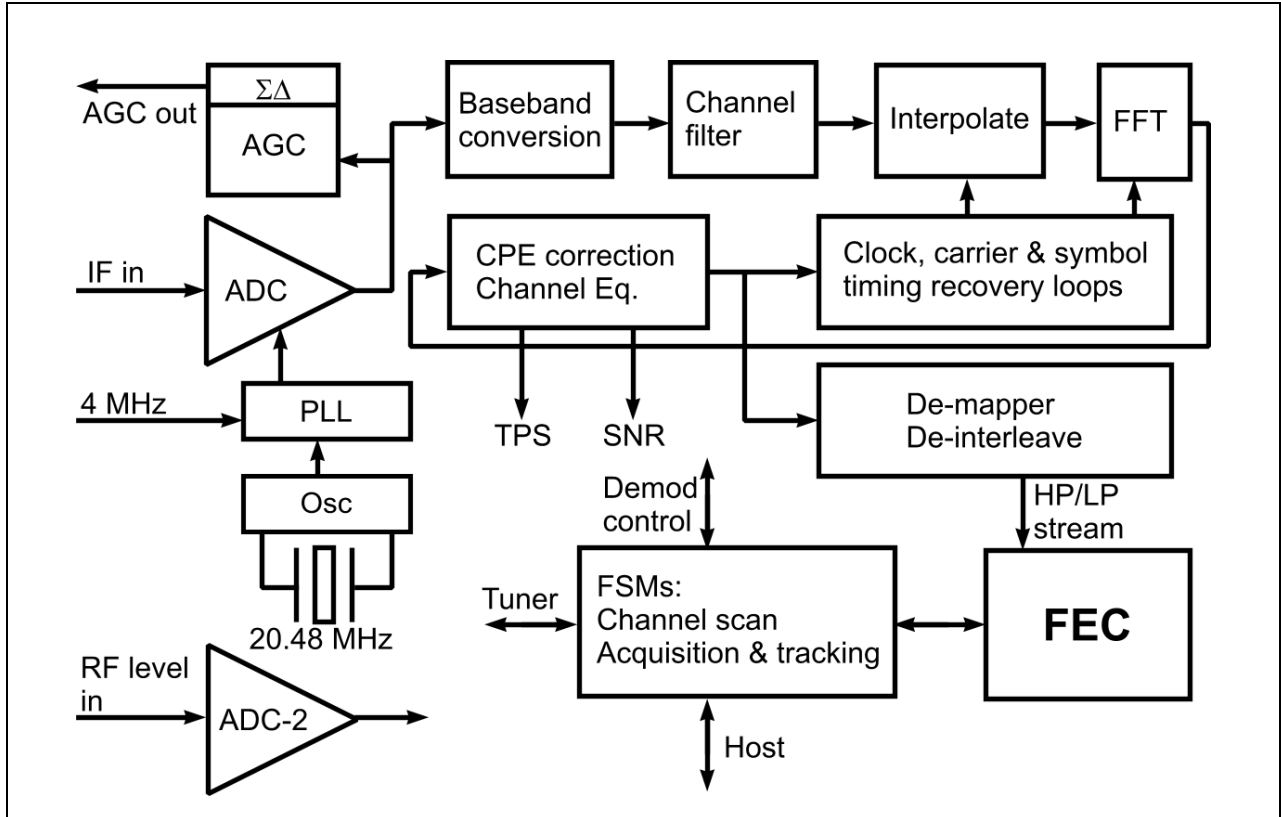 ΣΔ
AGC out
AGC
Baseband
conversion
Channel
filter
Interpolate
FFT
IF in
ADC
CPE correction
Channel Eq.
Clock, carrier & symbol
timing recovery loops
4 MHz
PLL
TPS
SNR
De-mapper
De-interleave
Osc
Demod
control
HP/LP
stream
20.48 MHz
Tuner
FSMs:
Channel scan
Acquisition & tracking
FEC
RF level
in
ADC-2
Host